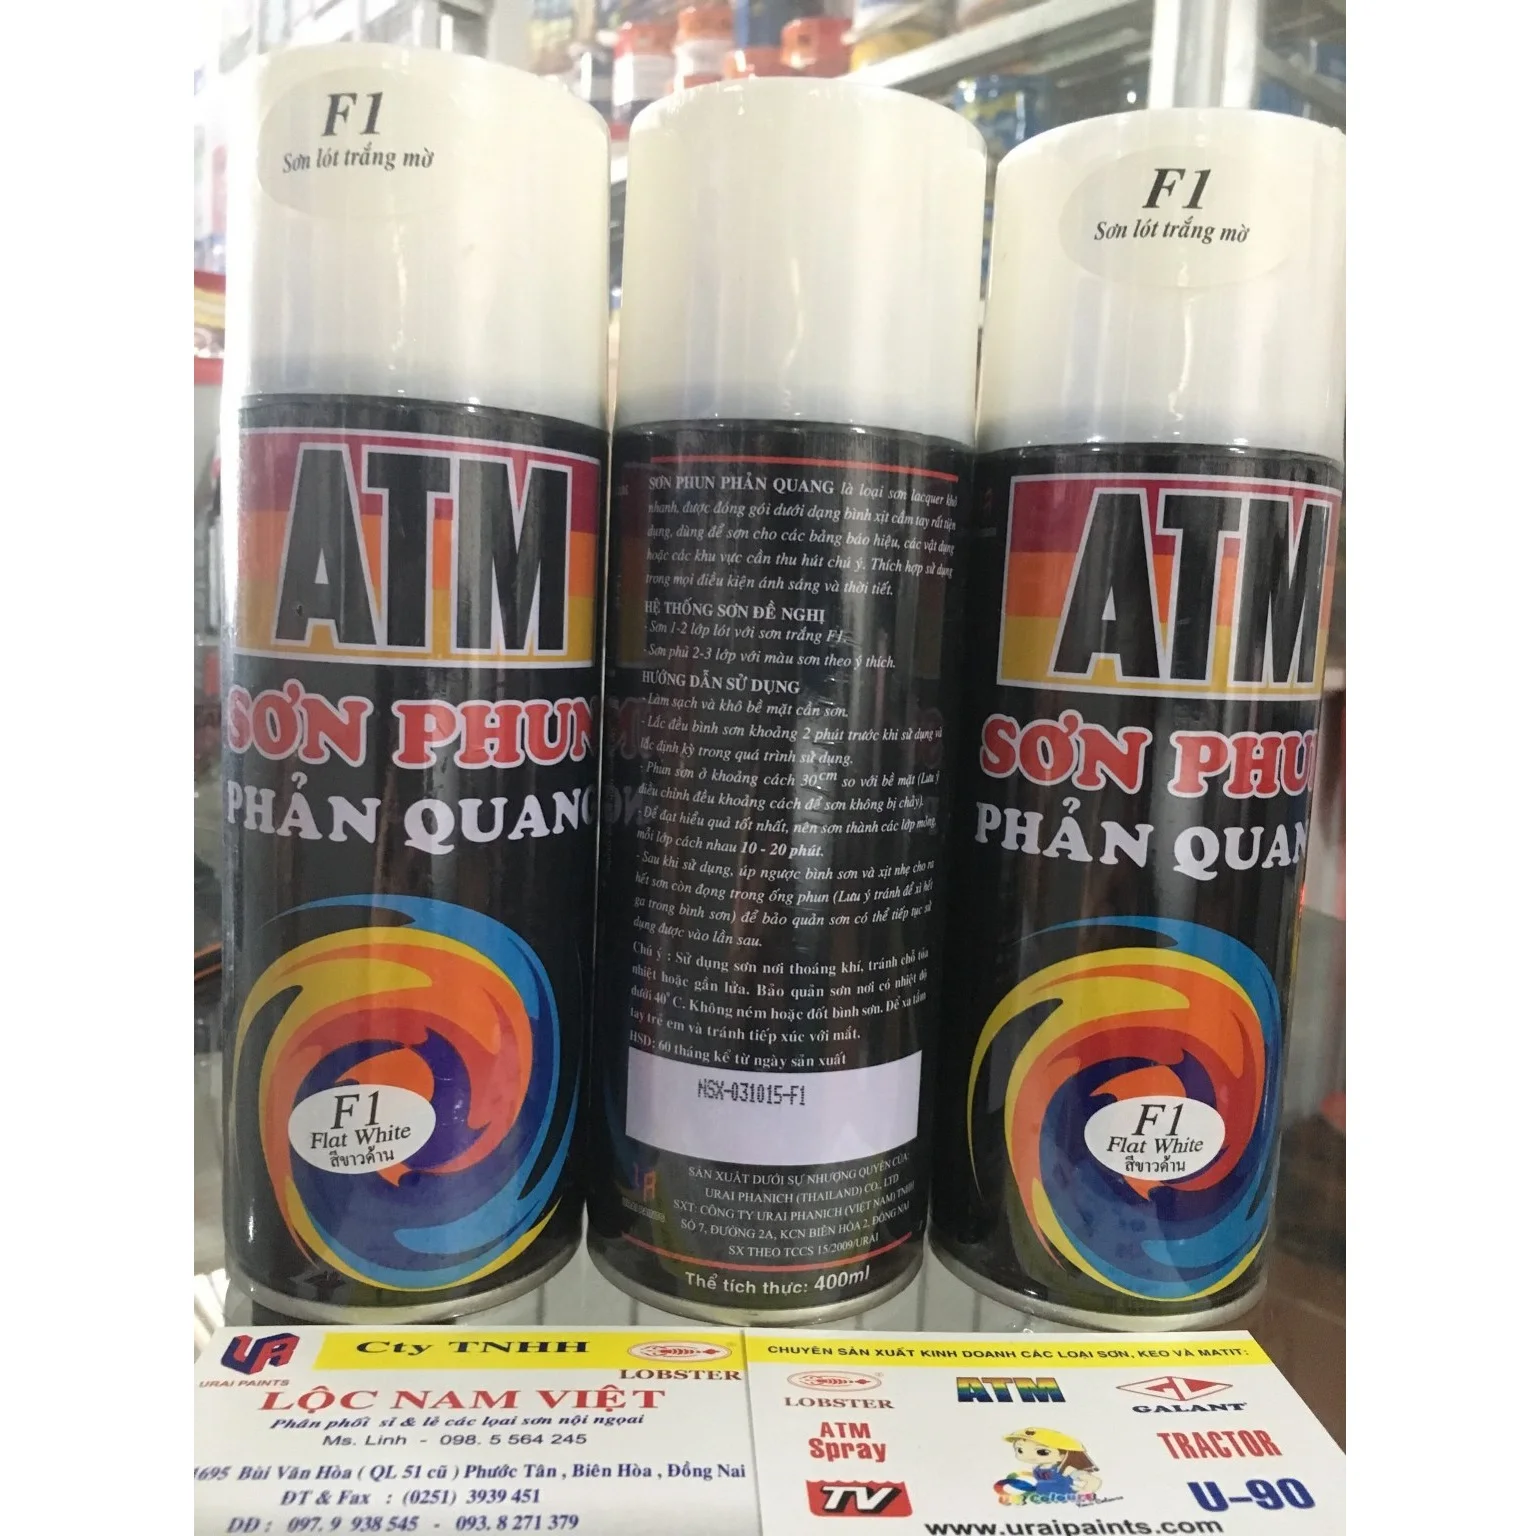 F1
Sơn lót trắng mờ
ATM
SƠN PHUN
PHẢN QUANG
F1
Flat White
สีขาวด้าน
SƠN PHUN PHẢN QUANG là loại sơn lacquer khô
nhanh, được đóng gói dưới dạng bình xịt cầm tay rất tiện
dụng, dùng để sơn cho các bảng báo hiệu, các vật dụng
hoặc các khu vực cần thu hút chú ý. Thích hợp sử dụng
trong mọi điều kiện ánh sáng và thời tiết.
HỆ THỐNG SƠN ĐỀ NGHỊ
- Sơn 1-2 lớp lót với sơn trắng F1.
- Sơn phủ 2-3 lớp với màu sơn theo ý thích.
HƯỚNG DẪN SỬ DỤNG
- Làm sạch và khô bề mặt cần sơn.
- Lắc đều bình sơn khoảng 2 phút trước khi sử dụng và
lắc định kỳ trong quá trình sử dụng.
- Phun sơn ở khoảng cách 30cm so với bề mặt (Lưu ý
điều chỉnh đều khoảng cách để sơn không bị chảy).
- Để đạt hiệu quả tốt nhất, nên sơn thành các lớp mỏng,
mỗi lớp cách nhau 10 - 20 phút.
- Sau khi sử dụng, úp ngược bình sơn và xịt nhẹ cho ra
hết sơn còn đọng trong ống phun (Lưu ý tránh để xì hết
ga trong bình sơn) để bảo quản sơn có thể tiếp tục sử
dụng được vào lần sau.
Chú ý : Sử dụng sơn nơi thoáng khí, tránh chỗ tỏa
nhiệt hoặc gần lửa. Bảo quản sơn nơi có nhiệt độ
dưới 40°C. Không ném hoặc đốt bình sơn. Để xa tầm
tay trẻ em và tránh tiếp xúc với mắt.
HSD: 60 tháng kể từ ngày sản xuất
NSX-031015-F1
SẢN XUẤT DƯỚI SỰ NHƯỢNG QUYỀN CỦA:
URAI PHANICH (THAILAND) CO., LTD
SXT: CÔNG TY URAI PHANICH (VIỆT NAM) TNHH
SỐ 7, ĐƯỜNG 2A, KCN BIÊN HÒA 2, ĐỒNG NAI
SX THEO TCCS 15/2009/URAI
Thể tích thực: 400ml
F1
Sơn lót trắng mờ
ATM
SƠN PHU
PHẢN QUAN
F1
Flat White
สีขาวด้าน
UA
URAI PAINTS
Cty TNHH
LOBSTER
LỘC NAM VIỆT
Phân phối sỉ & lẻ các lọai sơn nội ngọai
Ms. Linh - 098. 5 564 245
1695 Bùi Văn Hòa ( QL 51 cũ ) Phước Tân , Biên Hòa , Đồng Nai
ĐT & Fax : (0251) 3939 451
DĐ : 097. 9 938 545 - 093. 8 271 379
CHUYÊN SẢN XUẤT KINH DOANH CÁC LOẠI SƠN, KEO VÀ MATIT:
LOBSTER
ATM
GALANT
ATM
Spray
TRACTOR
TV
U-90
www.uraipaints.com